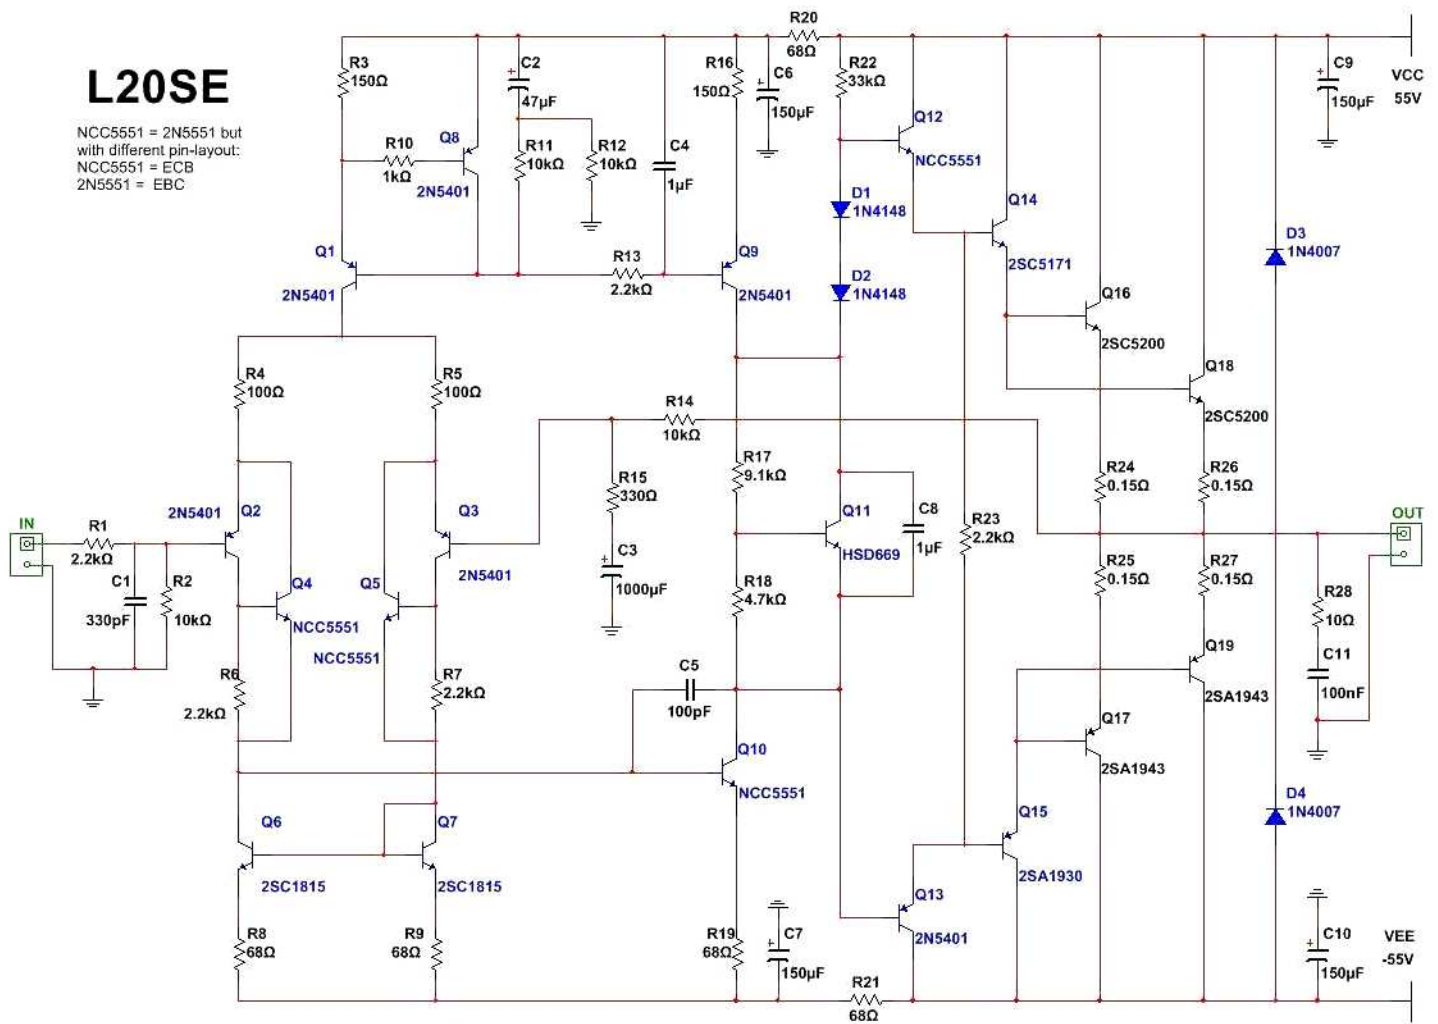 L20SE
NCC5551 = 2N5551 but
with different pin-layout:
NCC5551 = ECB
2N5551 = EBC
R20
68Ω
R3
150Ω
C2
+
47µF
R16
150Ω
C6
+
150µF
R22
33kΩ
C9
+
150µF
VCC
55V
Q12
NCC5551
Q8
2N5401
R10
1kΩ
R11
10kΩ
R12
10kΩ
C4
1µF
D1
1N4148
Q14
2SC5171
D3
1N4007
Q1
2N5401
R13
2.2kΩ
Q9
2N5401
D2
1N4148
Q16
2SC5200
R4
100Ω
R5
100Ω
Q18
2SC5200
R14
10kΩ
R15
330Ω
R17
9.1kΩ
R24
0.15Ω
R26
0.15Ω
IN
R1
2.2kΩ
2N5401
Q2
Q3
2N5401
Q11
HSD669
C8
1µF
R23
2.2kΩ
OUT
C3
+
1000µF
C1
330pF
R2
10kΩ
Q4
NCC5551
Q5
NCC5551
R18
4.7kΩ
R25
0.15Ω
R27
0.15Ω
R28
10Ω
R6
2.2kΩ
R7
2.2kΩ
C5
100pF
Q19
2SA1943
C11
100nF
Q17
2SA1943
Q10
NCC5551
Q6
2SC1815
Q7
2SC1815
Q15
2SA1930
D4
1N4007
Q13
2N5401
R8
68Ω
R9
68Ω
R19
68Ω
C7
+
150µF
R21
68Ω
C10
+
150µF
VEE
-55V